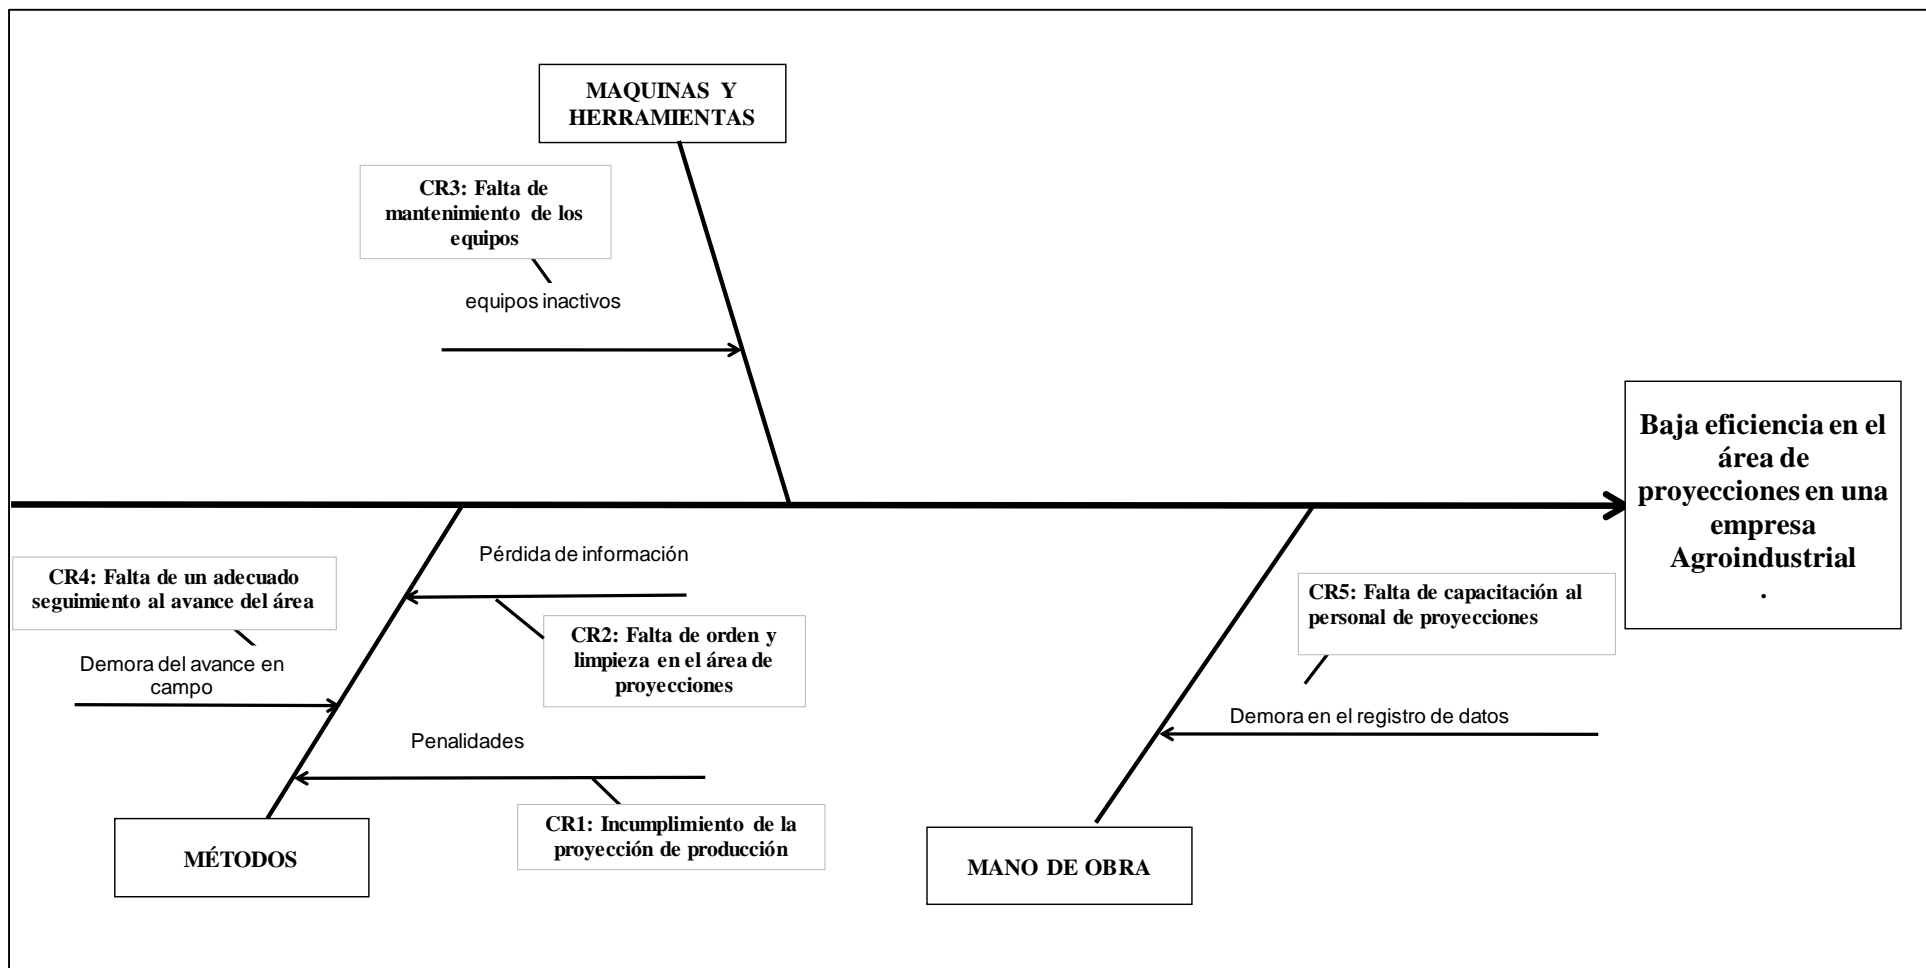 MAQUINAS Y
HERRAMIENTAS
CR3: Falta de
mantenimiento de los
equipos
equipos inactivos
Baja eficiencia en el
área de
proyecciones en una
empresa
Agroindustrial
.
Pérdida de información
CR4: Falta de un adecuado
seguimiento al avance del área
CR2: Falta de orden y
limpieza en el área de
proyecciones
Demora del avance en
campo
Penalidades
CR1: Incumplimiento de la
proyección de producción
MÉTODOS
CR5: Falta de capacitación al
personal de proyecciones
Demora en el registro de datos
MANO DE OBRA